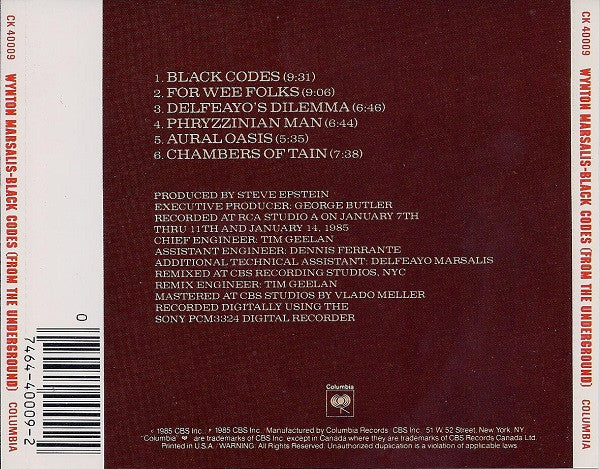 CK 40009 WYNTON MARSALIS-BLACK CODES (FROM THE UNDERGROUND) COLUMBIA
0
7464-40009-2
1. BLACK CODES (9:31)
2. FOR WEE FOLKS (9:06)
3. DELFEAYO'S DILEMMA (6:46)
4. PHRYZZINIAN MAN (6:44)
5. AURAL OASIS (5:35)
6. CHAMBERS OF TAIN (7:38)
PRODUCED BY STEVE EPSTEIN
EXECUTIVE PRODUCER: GEORGE BUTLER
RECORDED AT RCA STUDIO A ON JANUARY 7TH
THRU 11TH AND JANUARY 14, 1985
CHIEF ENGINEER: TIM GEELAN
ASSISTANT ENGINEER: DENNIS FERRANTE
ADDITIONAL TECHNICAL ASSISTANT: DELFEAYO MARSALIS
REMIXED AT CBS RECORDING STUDIOS, NYC
REMIX ENGINEER: TIM GEELAN
MASTERED AT CBS STUDIOS BY VLADO MELLER
RECORDED DIGITALLY USING THE
SONY PCM3324 DIGITAL RECORDER
Columbia
© 1985 CBS Inc. ℗ 1985 CBS Inc. Manufactured by Columbia Records. CBS Inc. 51 W 52 Street, New York, NY
"Columbia" are trademarks of CBS Inc. except in Canada where they are trademarks of CBS Records Canada Ltd.
Printed in U.S.A. WARNING: All Rights Reserved. Unauthorized duplication is a violation of applicable laws.
CK 40009 WYNTON MARSALIS-BLACK CODES (FROM THE UNDERGROUND) COLUMBIA